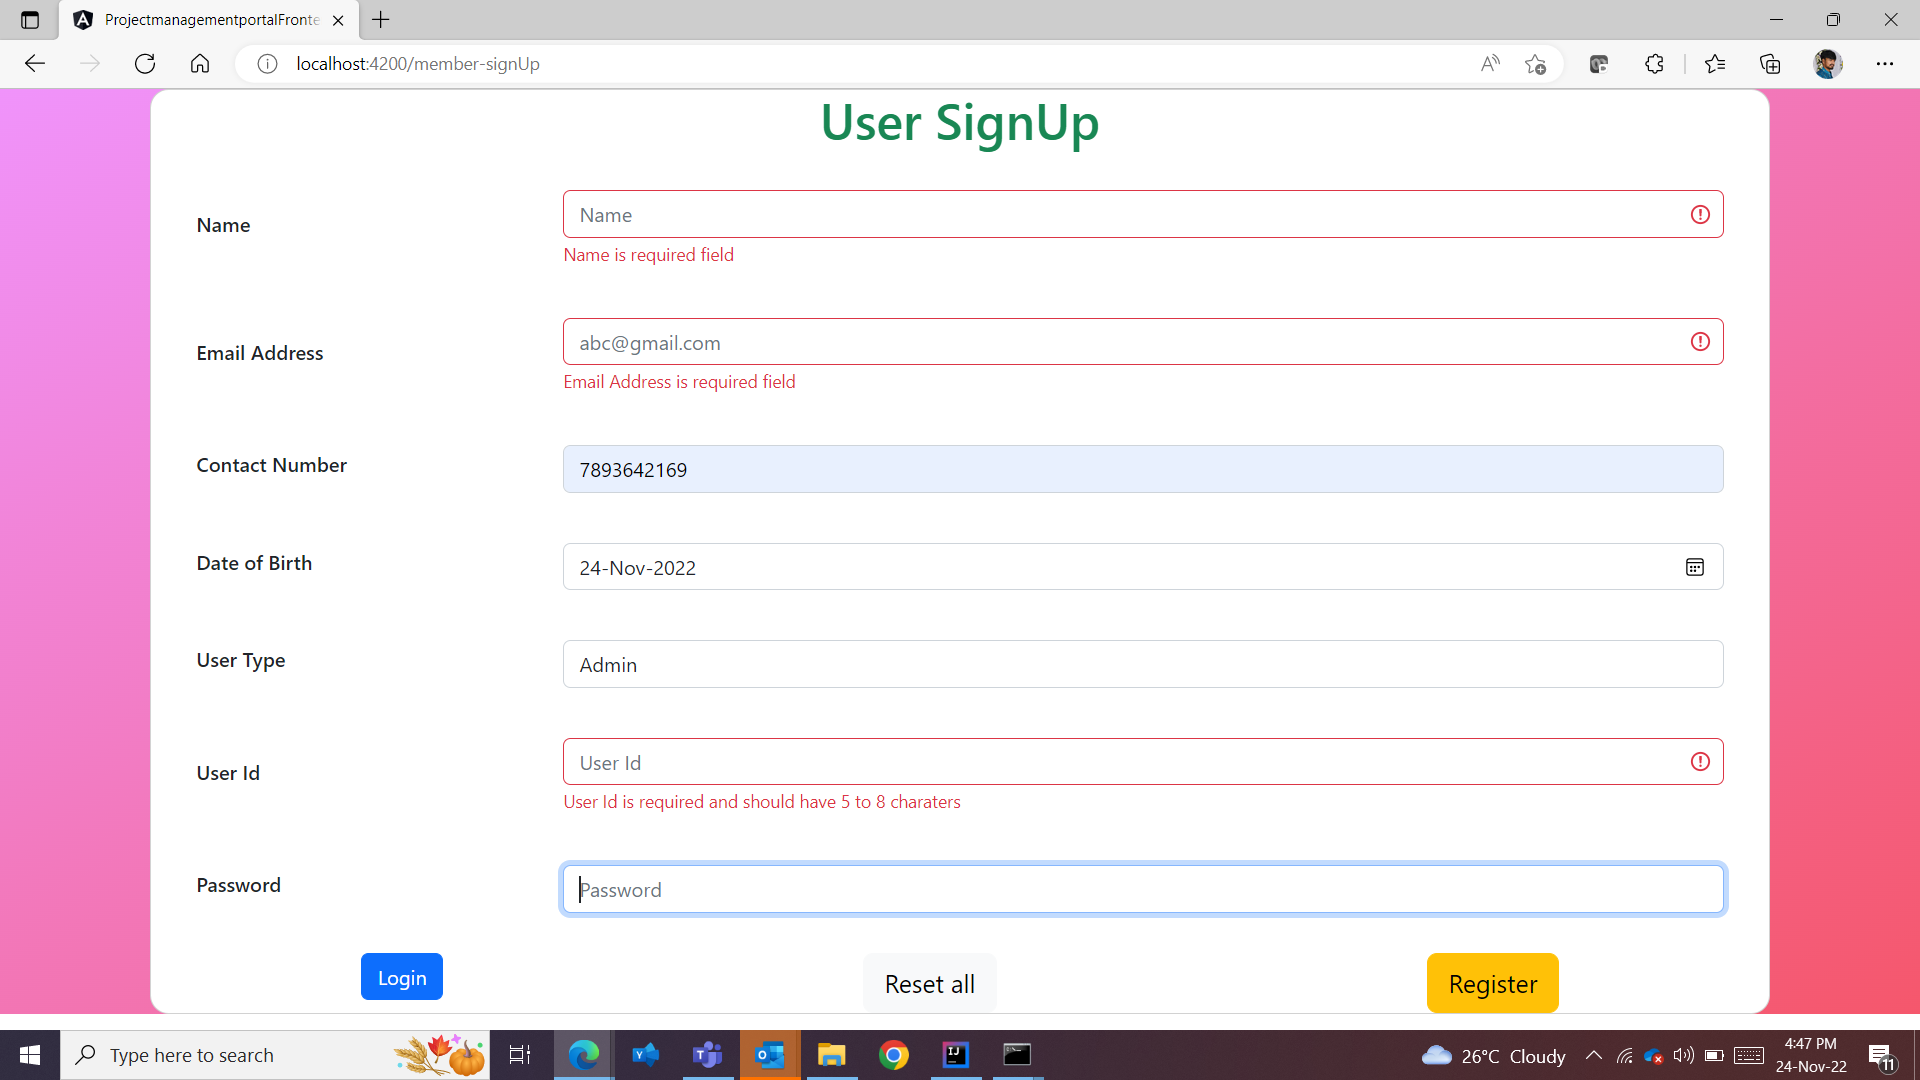 ProjectmanagementportalFronte
localhost:4200/member-signUp
User SignUp
Name
Name
Name is required field
Email Address
abc@gmail.com
Email Address is required field
Contact Number
7893642169
Date of Birth
24-Nov-2022
User Type
Admin
User Id
User Id
User Id is required and should have 5 to 8 charaters
Password
Password
Login
Reset all
Register
Type here to search
26°C Cloudy
4:47 PM
24-Nov-22
11